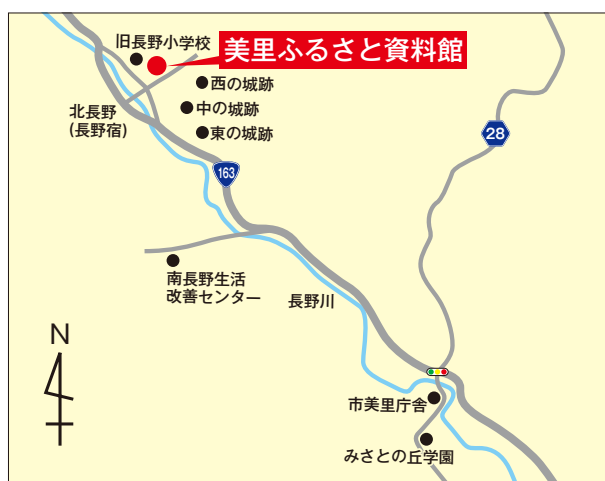 旧長野小学校
美里ふるさと資料館
西の城跡
中の城跡
東の城跡
北長野
(長野宿)
28
163
南長野生活
改善センター
長野川
N
市美里庁舎
みさとの丘学園